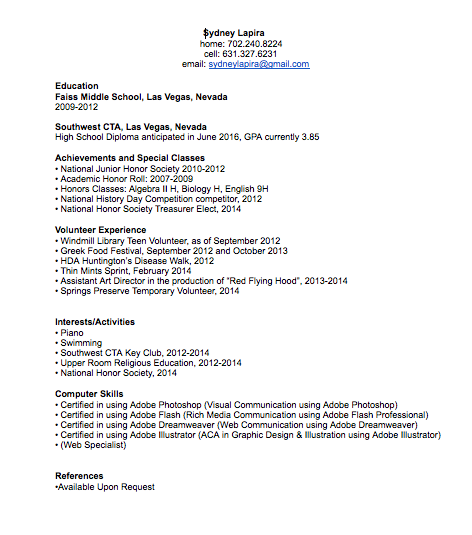 Sydney Lapira
home: 702.240.8224
cell: 631.327.6231
email: sydneylapira@gmail.com
Education
Faiss Middle School, Las Vegas, Nevada
2009-2012
Southwest CTA, Las Vegas, Nevada
High School Diploma anticipated in June 2016, GPA currently 3.85
Achievements and Special Classes
• National Junior Honor Society 2010-2012
• Academic Honor Roll: 2007-2009
• Honors Classes: Algebra II H, Biology H, English 9H
• National History Day Competition competitor, 2012
• National Honor Society Treasurer Elect, 2014
Volunteer Experience
• Windmill Library Teen Volunteer, as of September 2012
• Greek Food Festival, September 2012 and October 2013
• HDA Huntington's Disease Walk, 2012
• Thin Mints Sprint, February 2014
• Assistant Art Director in the production of "Red Flying Hood", 2013-2014
• Springs Preserve Temporary Volunteer, 2014
Interests/Activities
• Piano
• Swimming
• Southwest CTA Key Club, 2012-2014
• Upper Room Religious Education, 2012-2014
• National Honor Society, 2014
Computer Skills
• Certified in using Adobe Photoshop (Visual Communication using Adobe Photoshop)
• Certified in using Adobe Flash (Rich Media Communication using Adobe Flash Professional)
• Certified in using Adobe Dreamweaver (Web Communication using Adobe Dreamweaver)
• Certified in using Adobe Illustrator (ACA in Graphic Design & Illustration using Adobe Illustrator)
• (Web Specialist)
References
•Available Upon Request